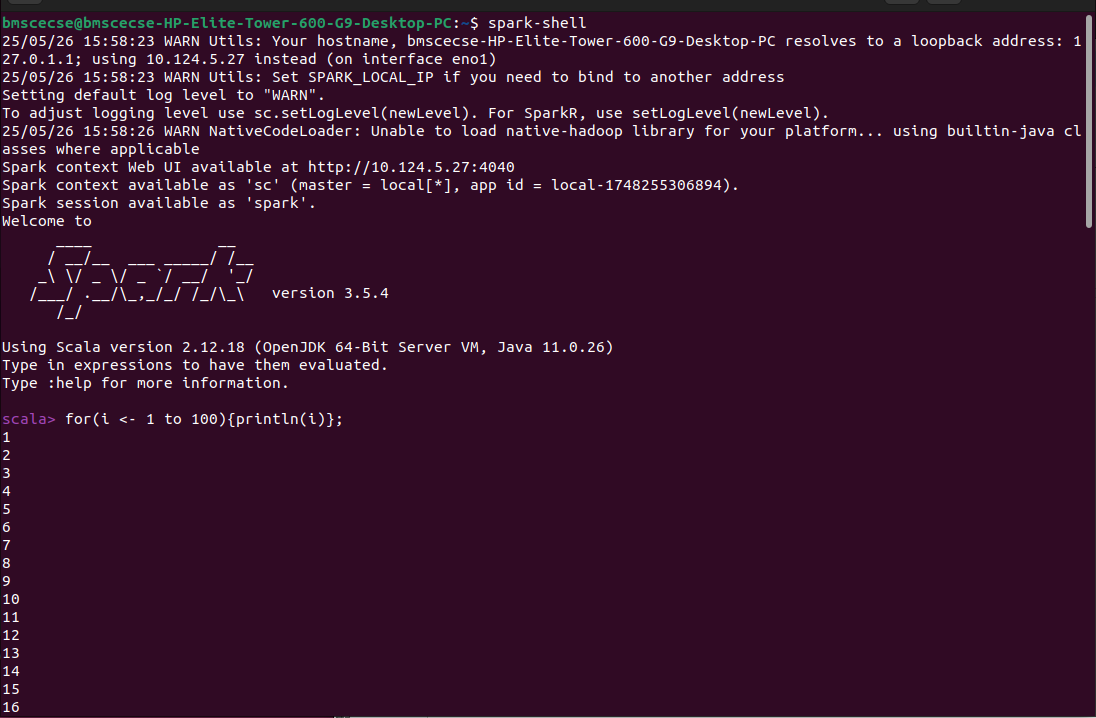 bmscecse@bmscecse-HP-Elite-Tower-600-G9-Desktop-PC:~$ spark-shell
25/05/26 15:58:23 WARN Utils: Your hostname, bmscecse-HP-Elite-Tower-600-G9-Desktop-PC resolves to a loopback address: 1
27.0.1.1; using 10.124.5.27 instead (on interface eno1)
25/05/26 15:58:23 WARN Utils: Set SPARK_LOCAL_IP if you need to bind to another address
Setting default log level to "WARN".
To adjust logging level use sc.setLogLevel(newLevel). For SparkR, use setLogLevel(newLevel).
25/05/26 15:58:26 WARN NativeCodeLoader: Unable to load native-hadoop library for your platform... using builtin-java cl
asses where applicable
Spark context Web UI available at http://10.124.5.27:4040
Spark context available as 'sc' (master = local[*], app id = local-1748255306894).
Spark session available as 'spark'.
Welcome to
      ____              __
     / __/__  ___ _____/ /__
    _\ \/ _ \/ _ `/ __/  '_/
   /___/ .__/\_,_/_/ /_/\_\   version 3.5.4
      /_/
Using Scala version 2.12.18 (OpenJDK 64-Bit Server VM, Java 11.0.26)
Type in expressions to have them evaluated.
Type :help for more information.
scala> for(i <- 1 to 100){println(i)};
1
2
3
4
5
6
7
8
9
10
11
12
13
14
15
16